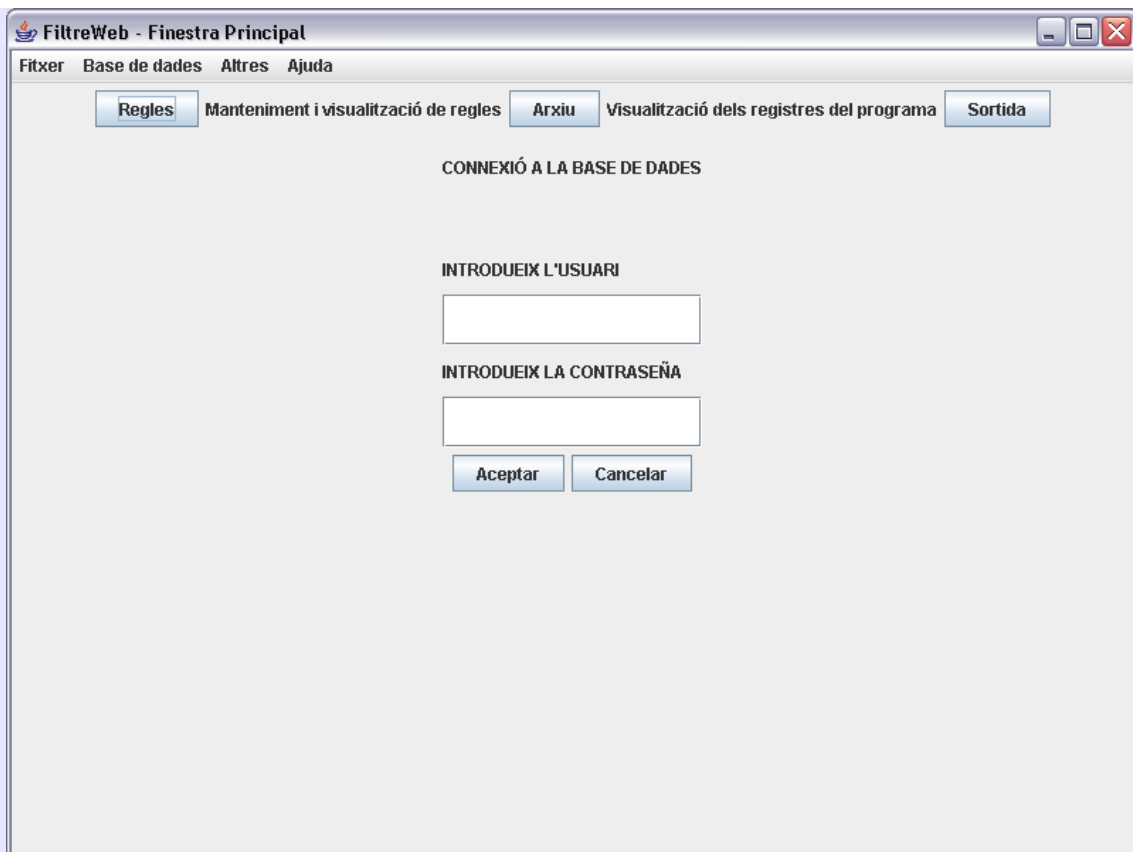 FiltreWeb - Finestra Principal
Fitxer Base de dades Altres Ajuda
Regles Manteniment i visualització de regles Arxiu Visualització dels registres del programa Sortida
CONNEXIÓ A LA BASE DE DADES
INTRODUEIX L'USUARI
INTRODUEIX LA CONTRASEÑA
Aceptar Cancelar